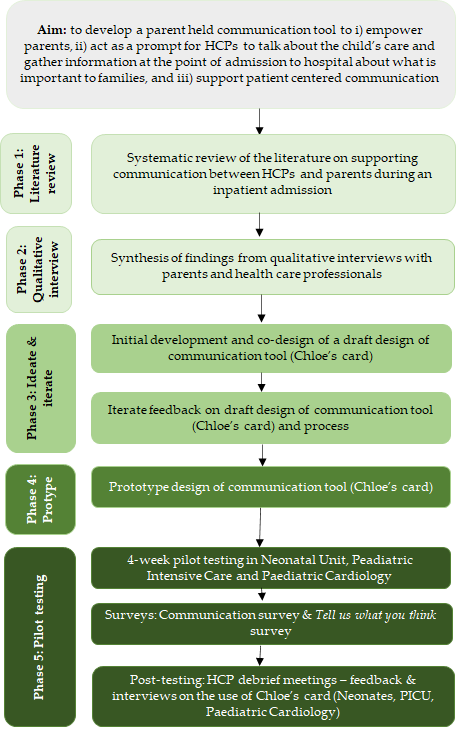 Aim: to develop a parent held communication tool to i) empower
parents, ii) act as a prompt for HCPs to talk about the child's care and
gather information at the point of admission to hospital about what is
important to families, and iii) support patient centered communication
Phase 1:
Literature
review
Systematic review of the literature on supporting
communication between HCPs and parents during an
inpatient admission
Phase 2:
Qualitative
interview
Synthesis of findings from qualitative interviews with
parents and health care professionals
Phase 3: Ideate &
iterate
Initial development and co-design of a draft design of
communication tool (Chloe's card)
Iterate feedback on draft design of communication tool
(Chloe's card) and process
Phase 4:
Protype
Prototype design of communication tool (Chloe's card)
Phase 5: Pilot testing
4-week pilot testing in Neonatal Unit, Peadiatric
Intensive Care and Paediatric Cardiology
Surveys: Communication survey & Tell us what you think
survey
Post-testing: HCP debrief meetings – feedback &
interviews on the use of Chloe's card (Neonates, PICU,
Paediatric Cardiology)